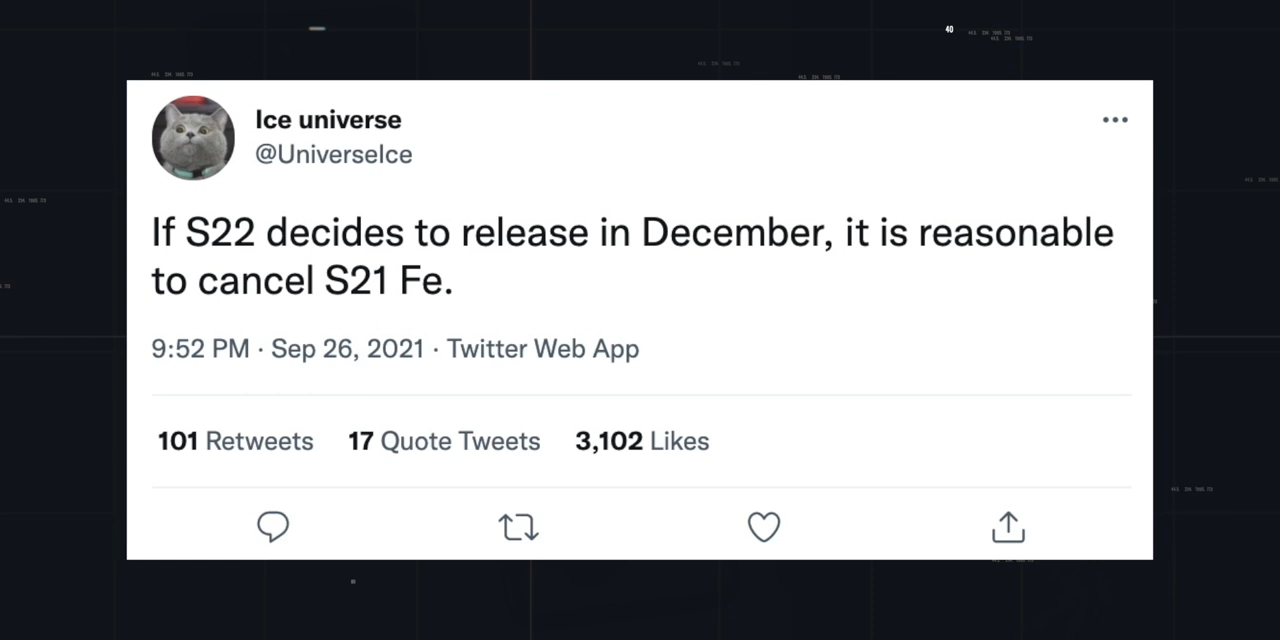 40
Ice universe
@UniverseIce
If S22 decides to release in December, it is reasonable
to cancel S21 Fe.
9:52 PM · Sep 26, 2021 · Twitter Web App
101 Retweets 17 Quote Tweets 3,102 Likes